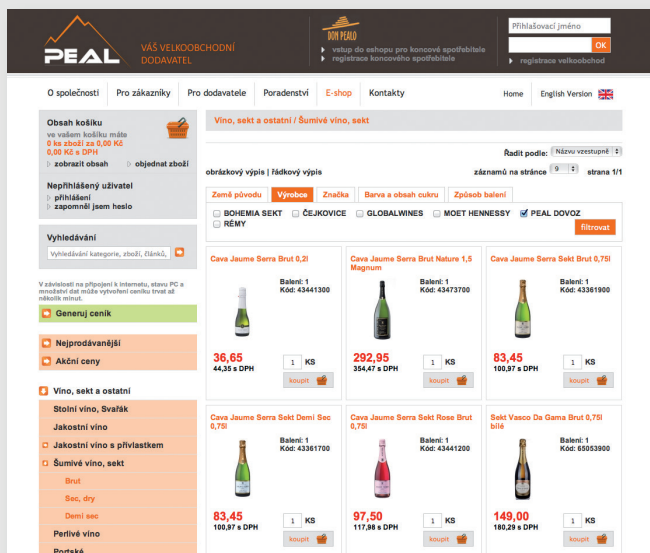 PEAL
VÁŠ VELKOOBCHODNÍ
DODAVATEL
DON PEALO
vstup do eshopu pro koncové spotřebitele
registrace koncového spotřebitele
Přihlašovací jméno
OK
registrace velkoobchod
O společnosti
Pro zákazníky
Pro dodavatele
Poradenství
E-shop
Kontakty
Home
English Version
Obsah košíku
ve vašem košíku máte
0 ks zboží za 0,00 Kč
0,00 Kč s DPH
zobrazit obsah
objednat zboží
Nepřihlášený uživatel
přihlášení
zapomněl jsem heslo
Vyhledávání
Vyhledávání kategorie, zboží, článků,
V závislosti na připojení k internetu, stavu PC a
množství dat může vytvoření ceníku trvat až
několik minut.
Generuj ceník
Nejprodávanější
Akční ceny
Víno, sekt a ostatní
Stolní víno, Svařák
Jakostní víno
Jakostní víno s přívlastkem
Šumivé víno, sekt
Brut
Sec, dry
Demi sec
Perlivé víno
Portské
Víno, sekt a ostatní / Šumivé víno, sekt
Řadit podle: Názvu vzestupně
obrázkový výpis | řádkový výpis
záznamů na stránce 9 strana 1/1
Země původu
Výrobce
Značka
Barva a obsah cukru
Způsob balení
BOHEMIA SEKT
ČEJKOVICE
GLOBALWINES
MOET HENNESSY
PEAL DOVOZ
RÉMY
filtrovat
Cava Jaume Serra Brut 0,2l
Balení: 1
Kód: 43441300
36,65
44,35 s DPH
1 KS
koupit
Cava Jaume Serra Brut Nature 1,5
Magnum
Balení: 1
Kód: 43473700
292,95
354,47 s DPH
1 KS
koupit
Cava Jaume Serra Sekt Brut 0,75l
Balení: 1
Kód: 43361900
83,45
100,97 s DPH
1 KS
koupit
Cava Jaume Serra Sekt Demi Sec
0,75l
Balení: 1
Kód: 43361700
83,45
100,97 s DPH
1 KS
koupit
Cava Jaume Serra Sekt Rose Brut
0,75l
Balení: 1
Kód: 43441200
97,50
117,98 s DPH
1 KS
koupit
Sekt Vasco Da Gama Brut 0,75l
bílé
Balení: 1
Kód: 65053900
149,00
180,29 s DPH
1 KS
koupit